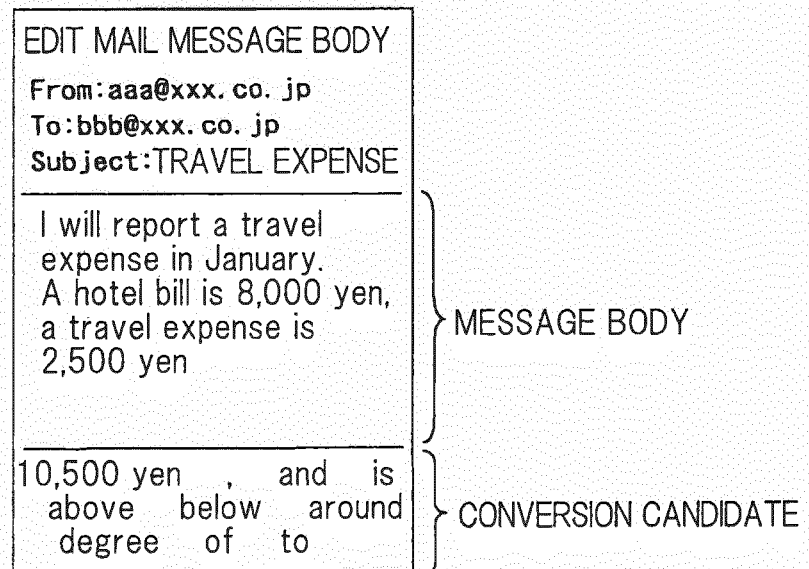 EDIT MAIL MESSAGE BODY
From:aaa@xxx.co.jp
To:bbb@xxx.co.jp
Subject:TRAVEL EXPENSE
I will report a travel
expense in January.
A hotel bill is 8,000 yen,
a travel expense is
2,500 yen
MESSAGE BODY
10,500 yen , and is
above below around
degree of to
CONVERSION CANDIDATE